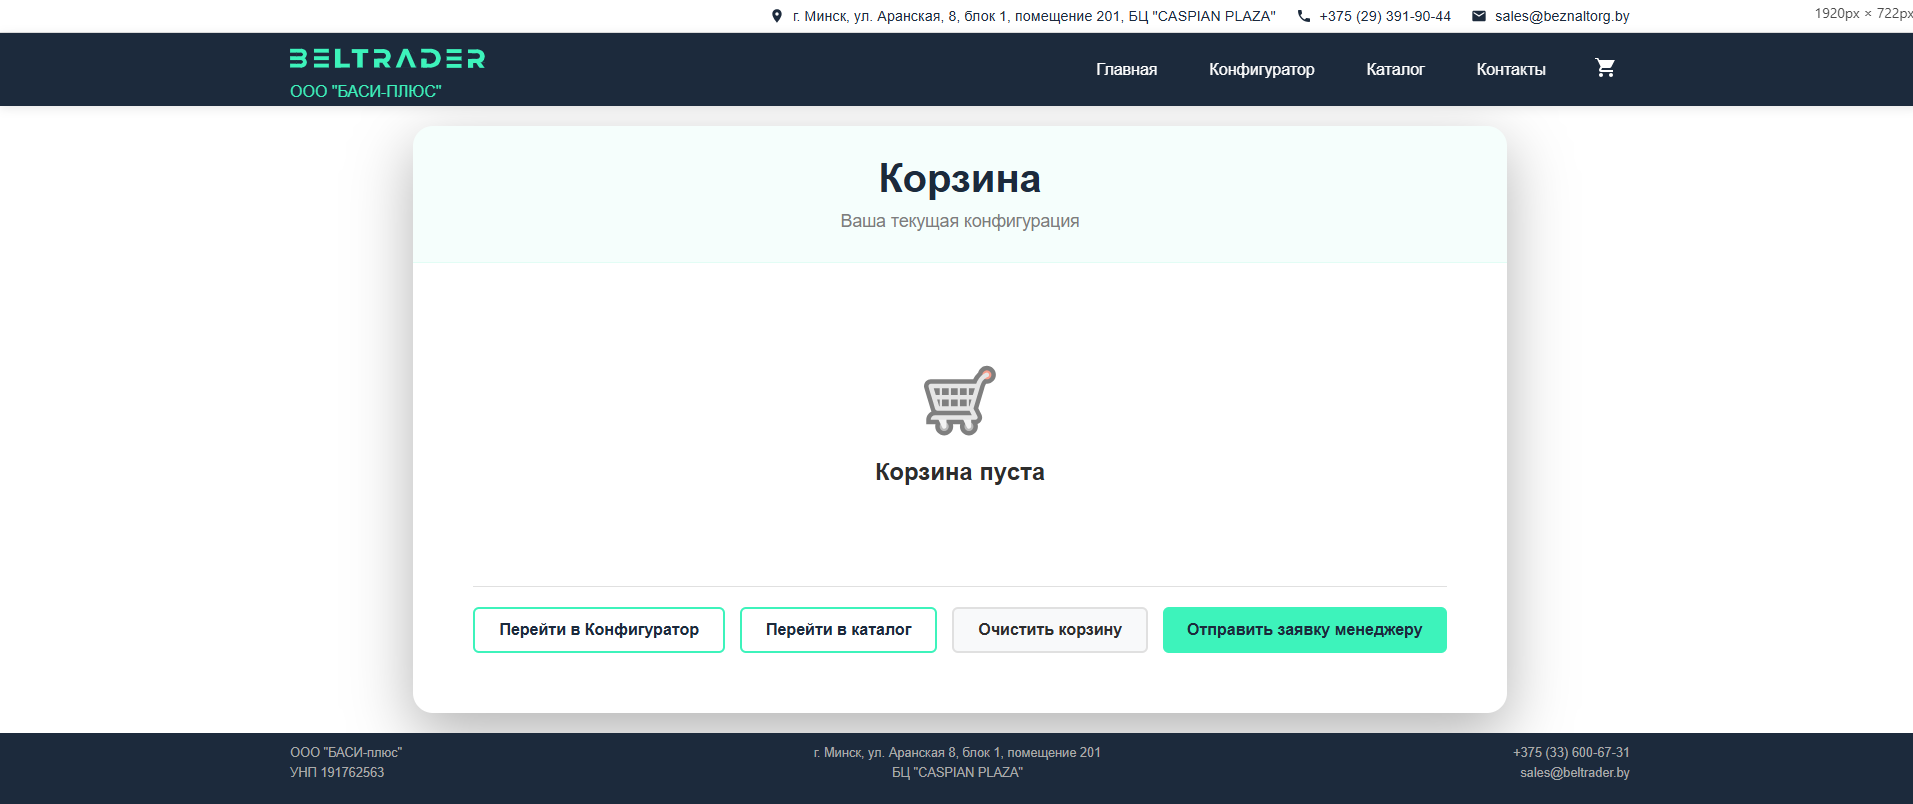 г. Минск, ул. Аранская, 8, блок 1, помещение 201, БЦ "CASPIAN PLAZA" +375 (29) 391-90-44 sales@beznaltorg.by
1920px × 722px
BELTRADER
ООО "БАСИ-ПЛЮС"
Главная Конфигуратор Каталог Контакты
Корзина
Ваша текущая конфигурация
Корзина пуста
Перейти в Конфигуратор Перейти в каталог Очистить корзину Отправить заявку менеджеру
ООО "БАСИ-плюс" г. Минск, ул. Аранская 8, блок 1, помещение 201 +375 (33) 600-67-31
УНП 191762563 БЦ "CASPIAN PLAZA" sales@beltrader.by